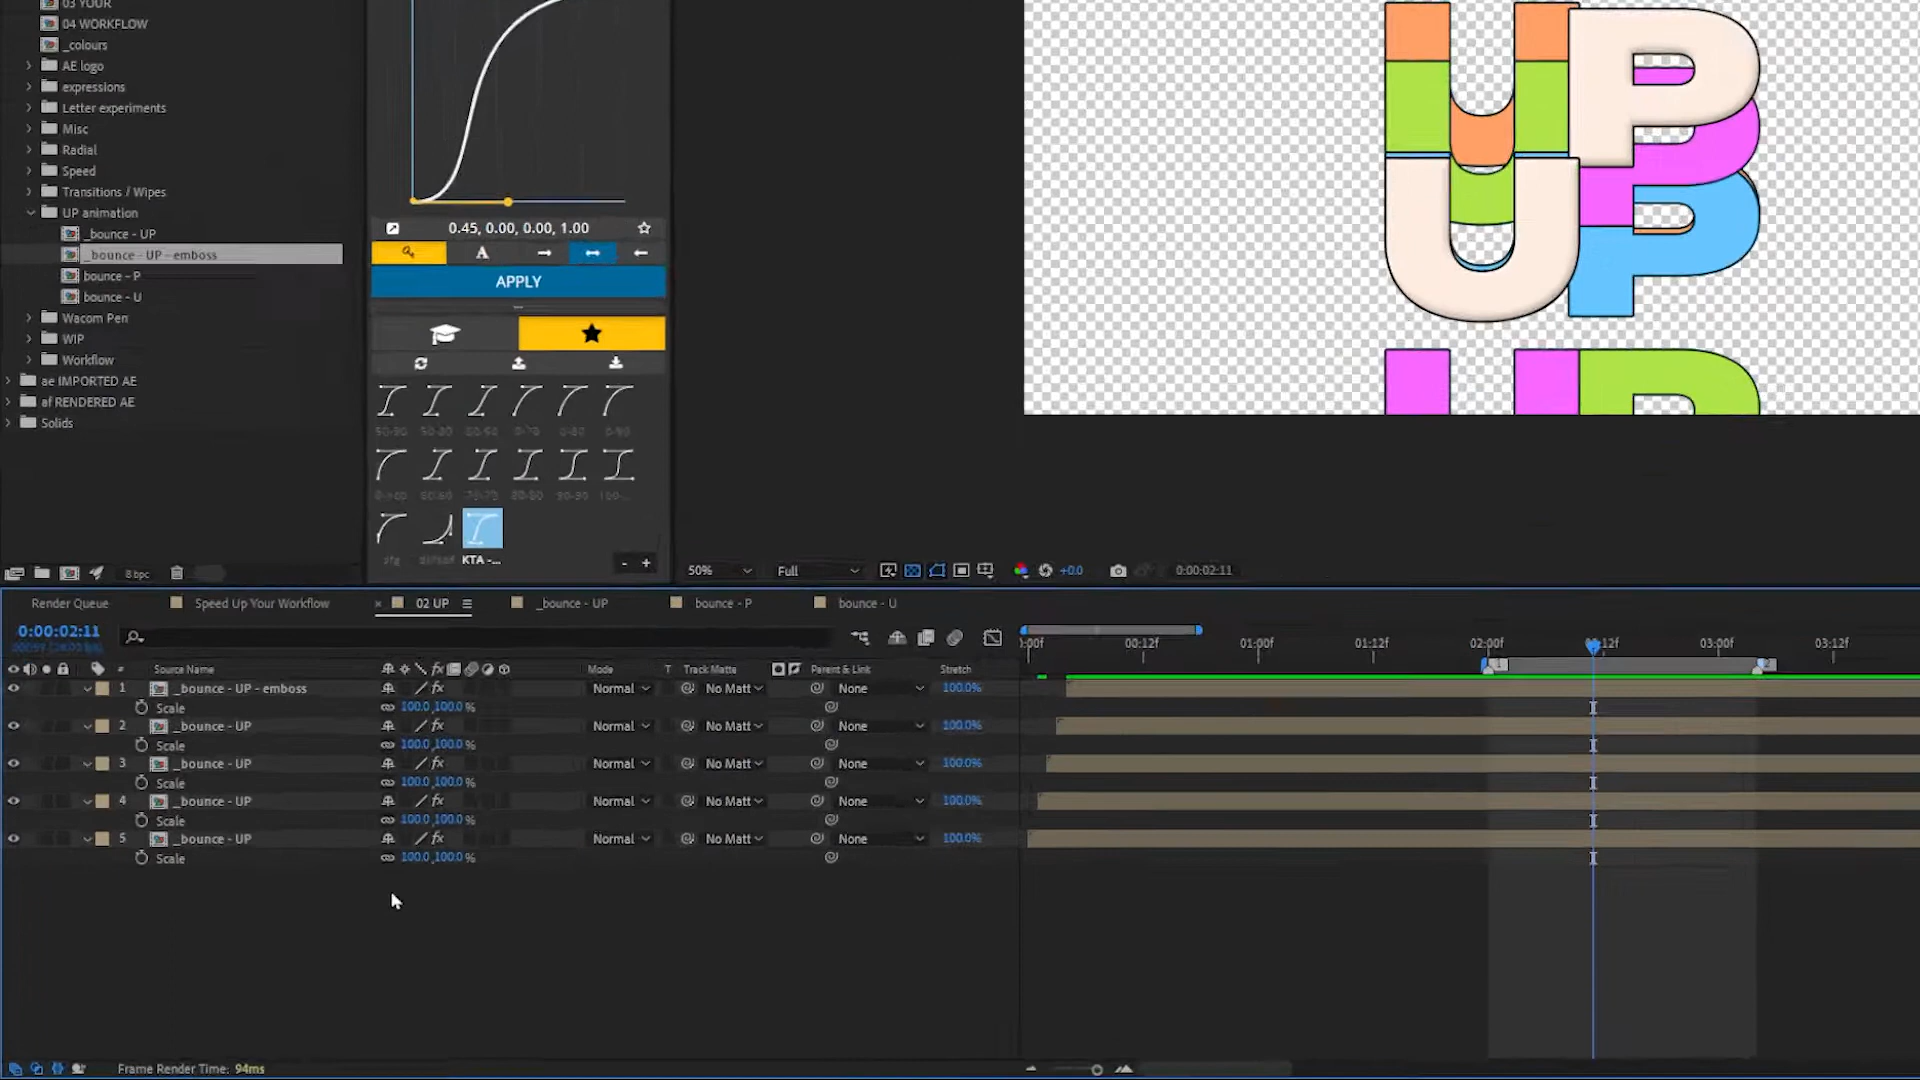 03 YOUR
04 WORKFLOW
_colours
AE logo
expressions
Letter experiments
Misc
Radial
Speed
Transitions / Wipes
UP animation
_bounce - UP
_bounce - UP - emboss
bounce - P
bounce - U
Wacom Pen
WIP
Workflow
ae IMPORTED AE
af RENDERED AE
Solids
8 bpc
0.45, 0.00, 0.00, 1.00
A
APPLY
KTA -...
- +
UP
UP
50% Full +0.0 0:00:02:11
Render Queue Speed Up Your Workflow × 02 UP _bounce - UP bounce - P bounce - U
0:00:02:11
:00f 00:12f 01:00f 01:12f 02:00f 12f 03:00f 03:12f
# Source Name fx Mode T Track Matte Parent & Link Stretch
1 _bounce - UP - emboss fx Normal No Matt None 100.0%
Scale 100.0,100.0 %
2 _bounce - UP fx Normal No Matt None 100.0%
Scale 100.0,100.0 %
3 _bounce - UP fx Normal No Matt None 100.0%
Scale 100.0,100.0 %
4 _bounce - UP fx Normal No Matt None 100.0%
Scale 100.0,100.0 %
5 _bounce - UP fx Normal No Matt None 100.0%
Scale 100.0,100.0 %
Frame Render Time: 94ms